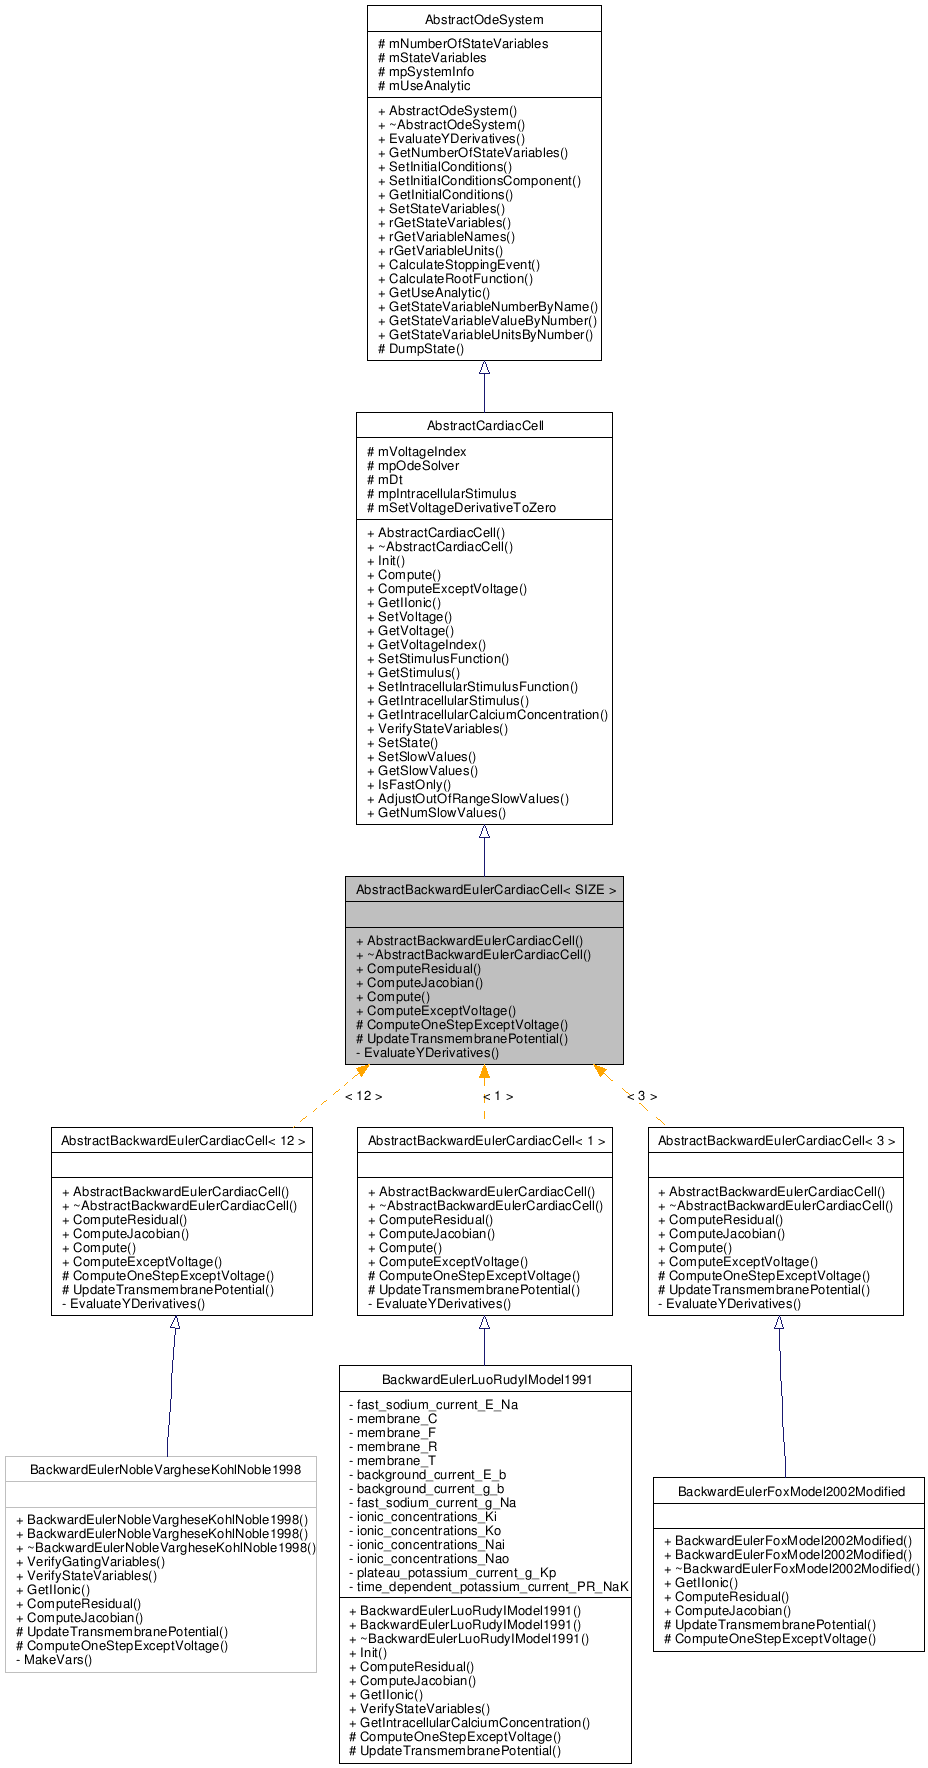 AbstractOdeSystem
# mNumberOfStateVariables
# mStateVariables
# mpSystemInfo
# mUseAnalytic
+ AbstractOdeSystem()
+ ~AbstractOdeSystem()
+ EvaluateYDerivatives()
+ GetNumberOfStateVariables()
+ SetInitialConditions()
+ SetInitialConditionsComponent()
+ GetInitialConditions()
+ SetStateVariables()
+ rGetStateVariables()
+ rGetVariableNames()
+ rGetVariableUnits()
+ CalculateStoppingEvent()
+ CalculateRootFunction()
+ GetUseAnalytic()
+ GetStateVariableNumberByName()
+ GetStateVariableValueByNumber()
+ GetStateVariableUnitsByNumber()
# DumpState()
AbstractCardiacCell
# mVoltageIndex
# mpOdeSolver
# mDt
# mpIntracellularStimulus
# mSetVoltageDerivativeToZero
+ AbstractCardiacCell()
+ ~AbstractCardiacCell()
+ Init()
+ Compute()
+ ComputeExceptVoltage()
+ GetIIonic()
+ SetVoltage()
+ GetVoltage()
+ GetVoltageIndex()
+ SetStimulusFunction()
+ GetStimulus()
+ SetIntracellularStimulusFunction()
+ GetIntracellularStimulus()
+ GetIntracellularCalciumConcentration()
+ VerifyStateVariables()
+ SetState()
+ SetSlowValues()
+ GetSlowValues()
+ IsFastOnly()
+ AdjustOutOfRangeSlowValues()
+ GetNumSlowValues()
AbstractBackwardEulerCardiacCell< SIZE >
+ AbstractBackwardEulerCardiacCell()
+ ~AbstractBackwardEulerCardiacCell()
+ ComputeResidual()
+ ComputeJacobian()
+ Compute()
+ ComputeExceptVoltage()
# ComputeOneStepExceptVoltage()
# UpdateTransmembranePotential()
- EvaluateYDerivatives()
< 12 >
< 1 >
< 3 >
AbstractBackwardEulerCardiacCell< 12 >
+ AbstractBackwardEulerCardiacCell()
+ ~AbstractBackwardEulerCardiacCell()
+ ComputeResidual()
+ ComputeJacobian()
+ Compute()
+ ComputeExceptVoltage()
# ComputeOneStepExceptVoltage()
# UpdateTransmembranePotential()
- EvaluateYDerivatives()
AbstractBackwardEulerCardiacCell< 1 >
+ AbstractBackwardEulerCardiacCell()
+ ~AbstractBackwardEulerCardiacCell()
+ ComputeResidual()
+ ComputeJacobian()
+ Compute()
+ ComputeExceptVoltage()
# ComputeOneStepExceptVoltage()
# UpdateTransmembranePotential()
- EvaluateYDerivatives()
AbstractBackwardEulerCardiacCell< 3 >
+ AbstractBackwardEulerCardiacCell()
+ ~AbstractBackwardEulerCardiacCell()
+ ComputeResidual()
+ ComputeJacobian()
+ Compute()
+ ComputeExceptVoltage()
# ComputeOneStepExceptVoltage()
# UpdateTransmembranePotential()
- EvaluateYDerivatives()
BackwardEulerNobleVargheseKohlNoble1998
+ BackwardEulerNobleVargheseKohlNoble1998()
+ BackwardEulerNobleVargheseKohlNoble1998()
+ ~BackwardEulerNobleVargheseKohlNoble1998()
+ VerifyGatingVariables()
+ VerifyStateVariables()
+ GetIIonic()
+ ComputeResidual()
+ ComputeJacobian()
# UpdateTransmembranePotential()
# ComputeOneStepExceptVoltage()
- MakeVars()
BackwardEulerLuoRudyIModel1991
- fast_sodium_current_E_Na
- membrane_C
- membrane_F
- membrane_R
- membrane_T
- background_current_E_b
- background_current_g_b
- fast_sodium_current_g_Na
- ionic_concentrations_Ki
- ionic_concentrations_Ko
- ionic_concentrations_Nai
- ionic_concentrations_Nao
- plateau_potassium_current_g_Kp
- time_dependent_potassium_current_PR_NaK
+ BackwardEulerLuoRudyIModel1991()
+ BackwardEulerLuoRudyIModel1991()
+ ~BackwardEulerLuoRudyIModel1991()
+ Init()
+ ComputeResidual()
+ ComputeJacobian()
+ GetIIonic()
+ VerifyStateVariables()
+ GetIntracellularCalciumConcentration()
# ComputeOneStepExceptVoltage()
# UpdateTransmembranePotential()
BackwardEulerFoxModel2002Modified
+ BackwardEulerFoxModel2002Modified()
+ BackwardEulerFoxModel2002Modified()
+ ~BackwardEulerFoxModel2002Modified()
+ GetIIonic()
+ ComputeResidual()
+ ComputeJacobian()
# UpdateTransmembranePotential()
# ComputeOneStepExceptVoltage()